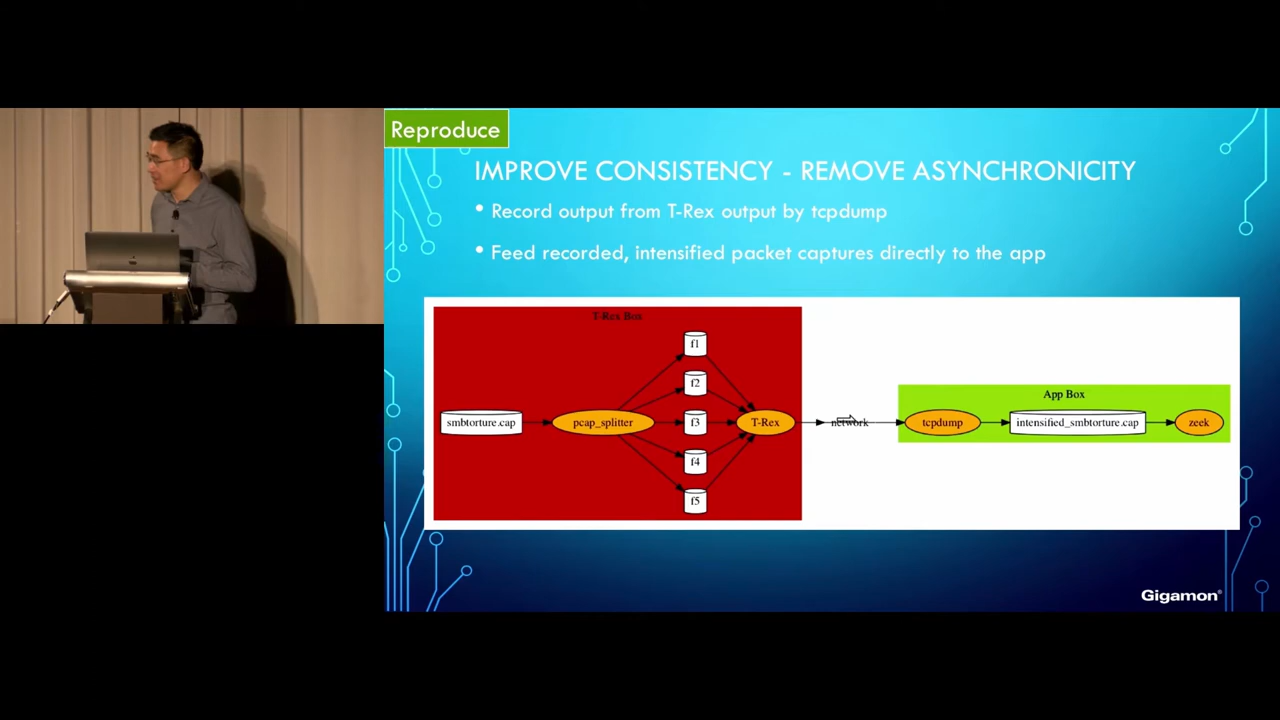 Reproduce
IMPROVE CONSISTENCY - REMOVE ASYNCHRONICITY
• Record output from T-Rex output by tcpdump
• Feed recorded, intensified packet captures directly to the app
T-Rex Box
f1
f2
App Box
smbtorture.cap
pcap_splitter
f3
T-Rex
network
tcpdump
intensified_smbtorture.cap
zeek
f4
f5
Gigamon®